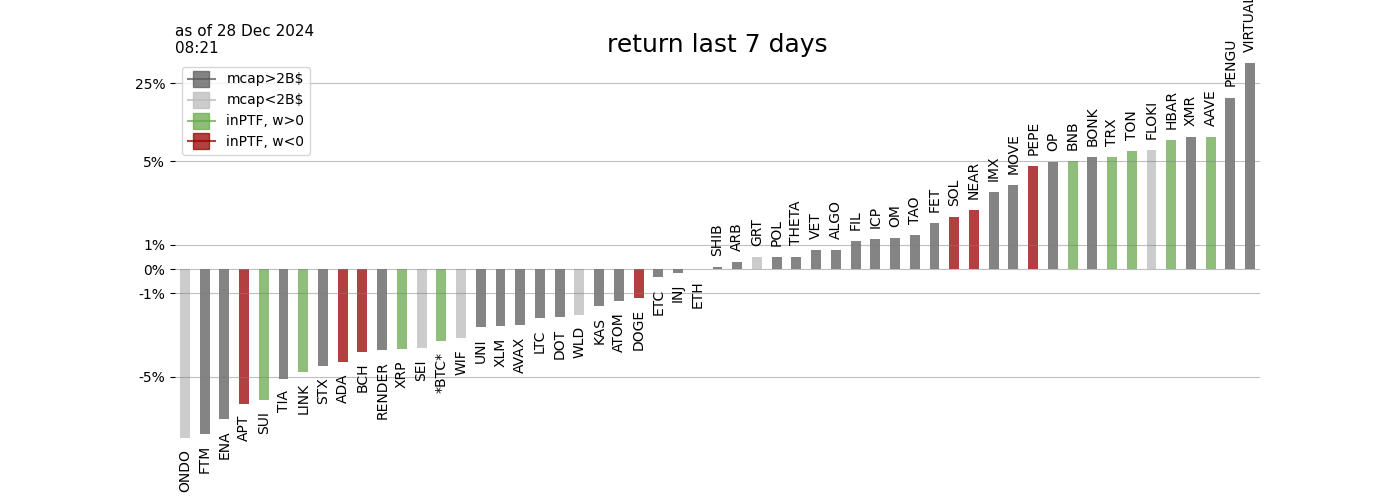 as of 28 Dec 2024
08:21
return last 7 days
mcap>2B$
mcap<2B$
inPTF, w>0
inPTF, w<0
25%
5%
1%
0%
-1%
-5%
ONDO
FTM
ENA
APT
SUI
TIA
LINK
STX
ADA
BCH
RENDER
XRP
SEI
*BTC*
WIF
UNI
XLM
AVAX
LTC
DOT
WLD
KAS
ATOM
DOGE
ETC
INJ
ETH
SHIB
ARB
GRT
POL
THETA
VET
ALGO
FIL
ICP
OM
TAO
FET
SOL
NEAR
IMX
MOVE
PEPE
OP
BNB
BONK
TRX
TON
FLOKI
HBAR
XMR
AAVE
PENGU
VIRTUAL